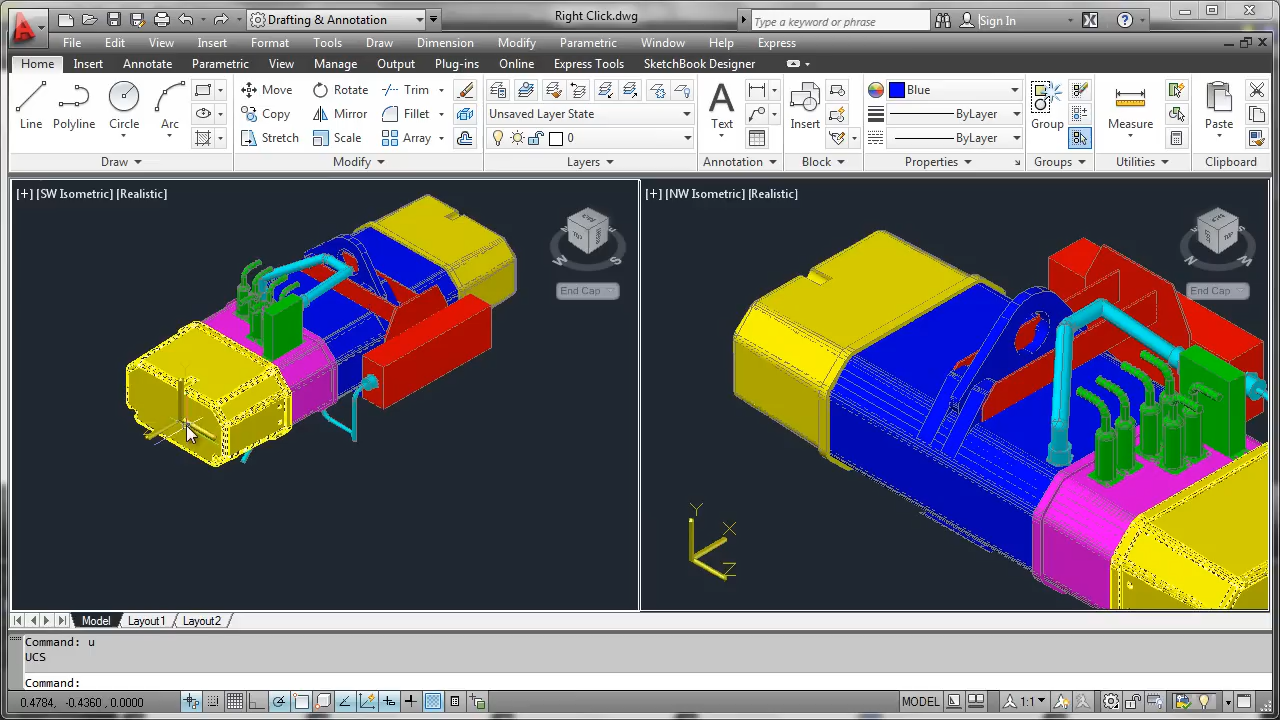 Drafting & Annotation
Right Click.dwg
Type a keyword or phrase
Sign In
File Edit View Insert Format Tools Draw Dimension Modify Parametric Window Help Express
Home Insert Annotate Parametric View Manage Output Plug-ins Online Express Tools SketchBook Designer
Line Polyline Circle Arc
Move Rotate Trim
Copy Mirror Fillet
Stretch Scale Array
Unsaved Layer State
0
Text
Insert
Blue
ByLayer
ByLayer
Group
Measure
Paste
Draw Modify Layers Annotation Block Properties Groups Utilities Clipboard
[+] [SW Isometric] [Realistic]
W S
End Cap
Y
[+] [NW Isometric] [Realistic]
N W
End Cap
Y
X
Z
Model Layout1 Layout2
Command: u
UCS
Command:
0.4784, -0.4360, 0.0000
MODEL
1:1